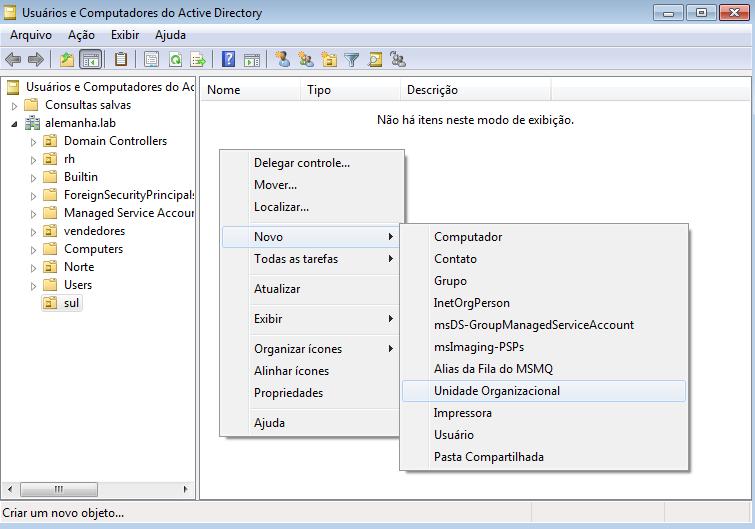 Usuários e Computadores do Active Directory
Arquivo Ação Exibir Ajuda
Usuários e Computadores do Ac
Consultas salvas
alemanha.lab
Domain Controllers
rh
Builtin
ForeignSecurityPrincipals
Managed Service Accour
vendedores
Computers
Norte
Users
sul
Nome Tipo Descrição
Não há itens neste modo de exibição.
Delegar controle...
Mover...
Localizar...
Novo
Todas as tarefas
Atualizar
Exibir
Organizar ícones
Alinhar ícones
Propriedades
Ajuda
Computador
Contato
Grupo
InetOrgPerson
msDS-GroupManagedServiceAccount
msImaging-PSPs
Alias da Fila do MSMQ
Unidade Organizacional
Impressora
Usuário
Pasta Compartilhada
Criar um novo objeto...